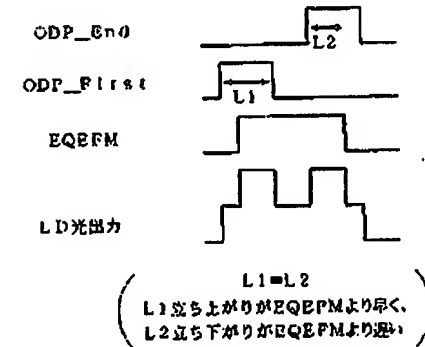 ODP_End
L2
ODP_First
L1
EQEFM
LD光出力
L1=L2
L1立ち上がりがEQEFMより早く、
L2立ち下がりがEQEFMより遅い